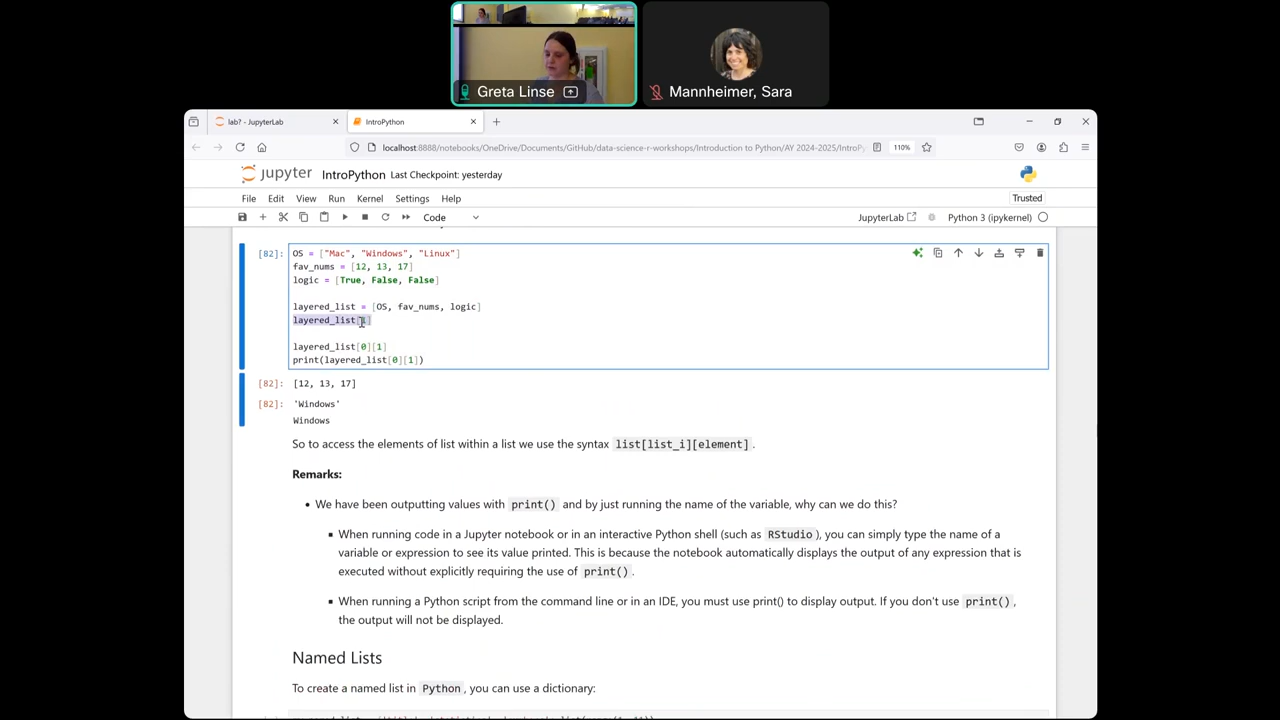 Greta Linse
Mannheimer, Sara
lab? - JupyterLab
IntroPython
localhost:8888/notebooks/OneDrive/Documents/GitHub/data-science-r-workshops/Introduction to Python/AY 2024-2025/IntroPy
110%
jupyter IntroPython Last Checkpoint: yesterday
File Edit View Run Kernel Settings Help
Trusted
Code
JupyterLab
Python 3 (ipykernel)
[82]: OS = ["Mac", "Windows", "Linux"]
fav_nums = [12, 13, 17]
logic = [True, False, False]
layered_list = [OS, fav_nums, logic]
layered_list[1]
layered_list[0][1]
print(layered_list[0][1])
[82]: [12, 13, 17]
[82]: 'Windows'
Windows
So to access the elements of list within a list we use the syntax list[list_i][element].
Remarks:
• We have been outputting values with print() and by just running the name of the variable, why can we do this?
▪ When running code in a Jupyter notebook or in an interactive Python shell (such as RStudio), you can simply type the name of a
variable or expression to see its value printed. This is because the notebook automatically displays the output of any expression that is
executed without explicitly requiring the use of print().
▪ When running a Python script from the command line or in an IDE, you must use print() to display output. If you don't use print(),
the output will not be displayed.
Named Lists
To create a named list in Python, you can use a dictionary: